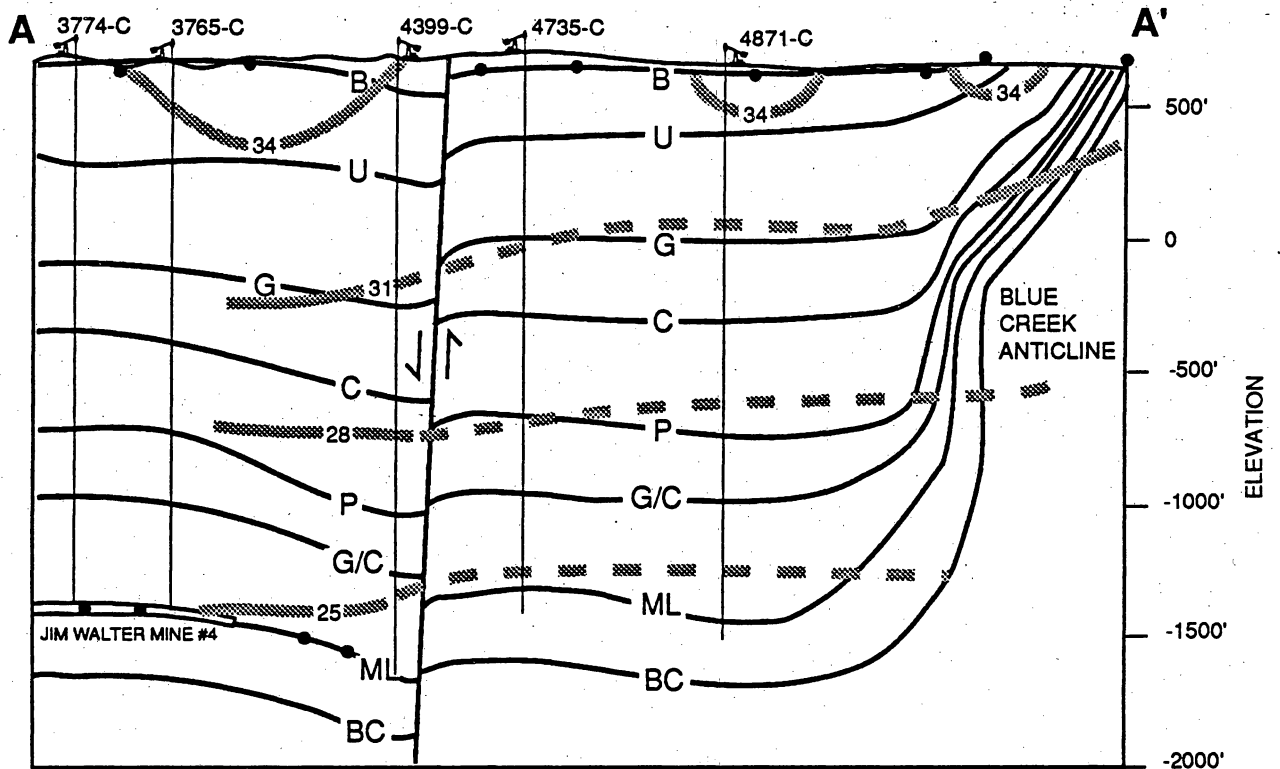 A
3774-C
3765-C
4399-C
4735-C
4871-C
A'
B
B
34
34
34
500'
U
U
G
31
G
0
C
C
BLUE
CREEK
ANTICLINE
-500'
ELEVATION
28
P
P
G/C
G/C
-1000'
25
ML
ML
JIM WALTER MINE #4
-1500'
BC
BC
-2000'